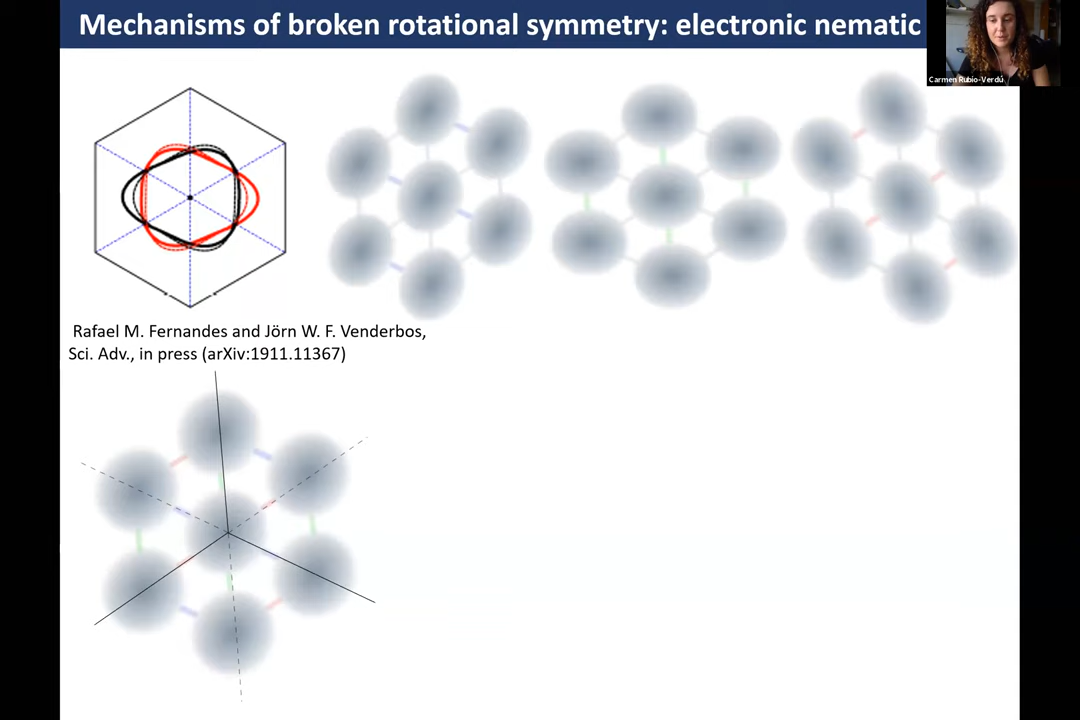 Mechanisms of broken rotational symmetry: electronic nematic
Carmen Rubio-Verdú
Rafael M. Fernandes and Jörn W. F. Venderbos,
Sci. Adv., in press (arXiv:1911.11367)